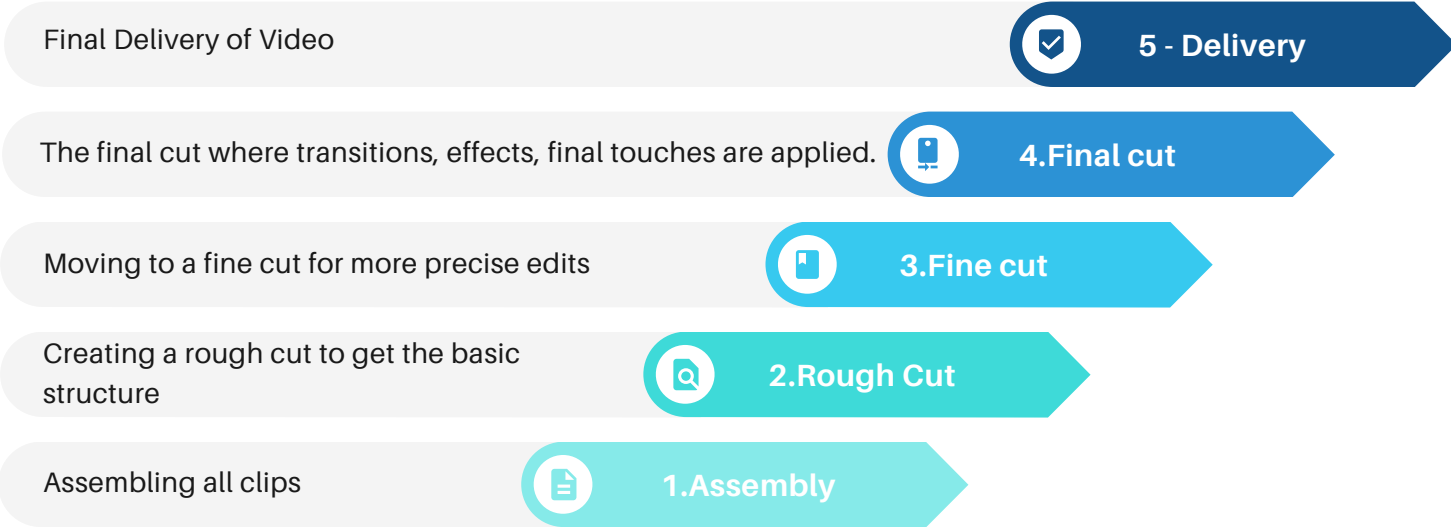 Final Delivery of Video
5 - Delivery
The final cut where transitions, effects, final touches are applied.
4.Final cut
Moving to a fine cut for more precise edits
3.Fine cut
Creating a rough cut to get the basic
structure
2.Rough Cut
Assembling all clips
1.Assembly